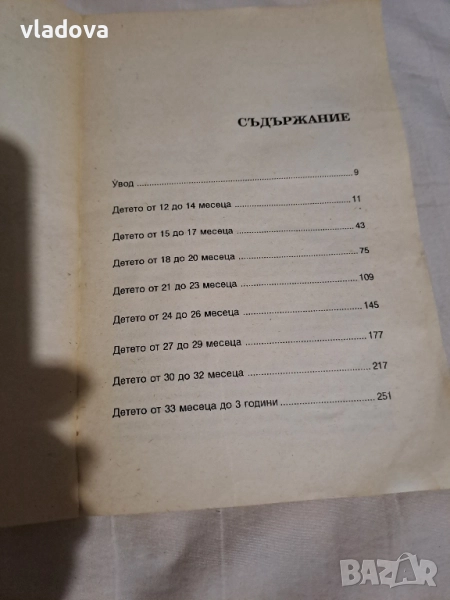 vladova
СЪДЪРЖАНИЕ
Увод ........................................................ 9
Детето от 12 до 14 месеца ................................ 11
Детето от 15 до 17 месеца ................................ 43
Детето от 18 до 20 месеца ................................ 75
Детето от 21 до 23 месеца ................................ 109
Детето от 24 до 26 месеца ................................ 145
Детето от 27 до 29 месеца ................................ 177
Детето от 30 до 32 месеца ................................ 217
Детето от 33 месеца до 3 години ........................ 251
BAZAR